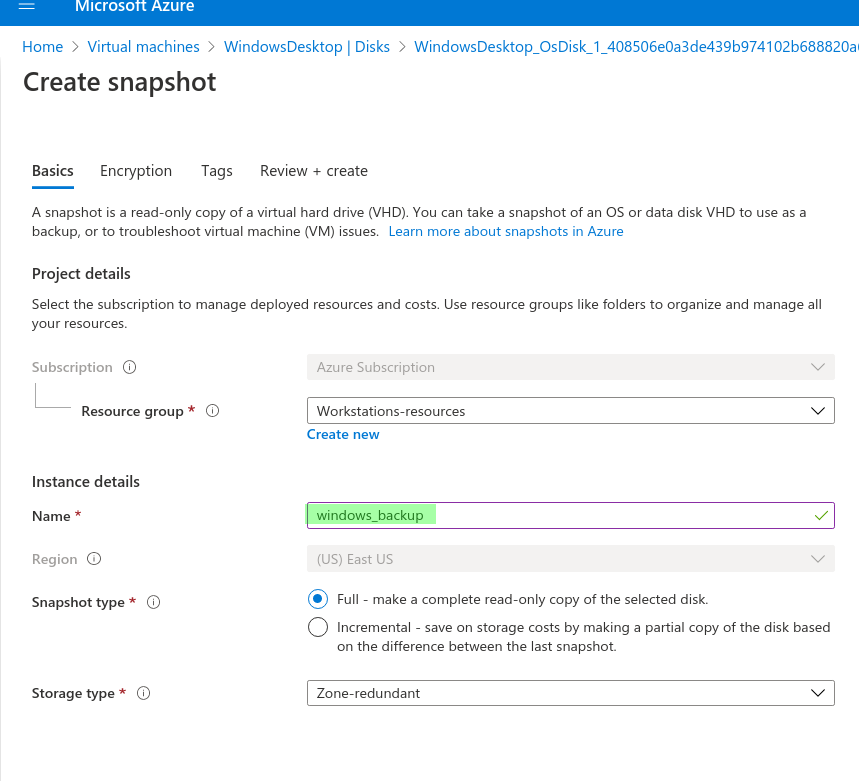 Microsoft Azure
Home > Virtual machines > WindowsDesktop | Disks > WindowsDesktop_OsDisk_1_408506e0a3de439b974102b688820a
Create snapshot
Basics Encryption Tags Review + create
A snapshot is a read-only copy of a virtual hard drive (VHD). You can take a snapshot of an OS or data disk VHD to use as a
backup, or to troubleshoot virtual machine (VM) issues. Learn more about snapshots in Azure
Project details
Select the subscription to manage deployed resources and costs. Use resource groups like folders to organize and manage all
your resources.
Subscription Azure Subscription
Resource group * Workstations-resources
Create new
Instance details
Name * windows_backup
Region (US) East US
Snapshot type * Full - make a complete read-only copy of the selected disk.
Incremental - save on storage costs by making a partial copy of the disk based
on the difference between the last snapshot.
Storage type * Zone-redundant